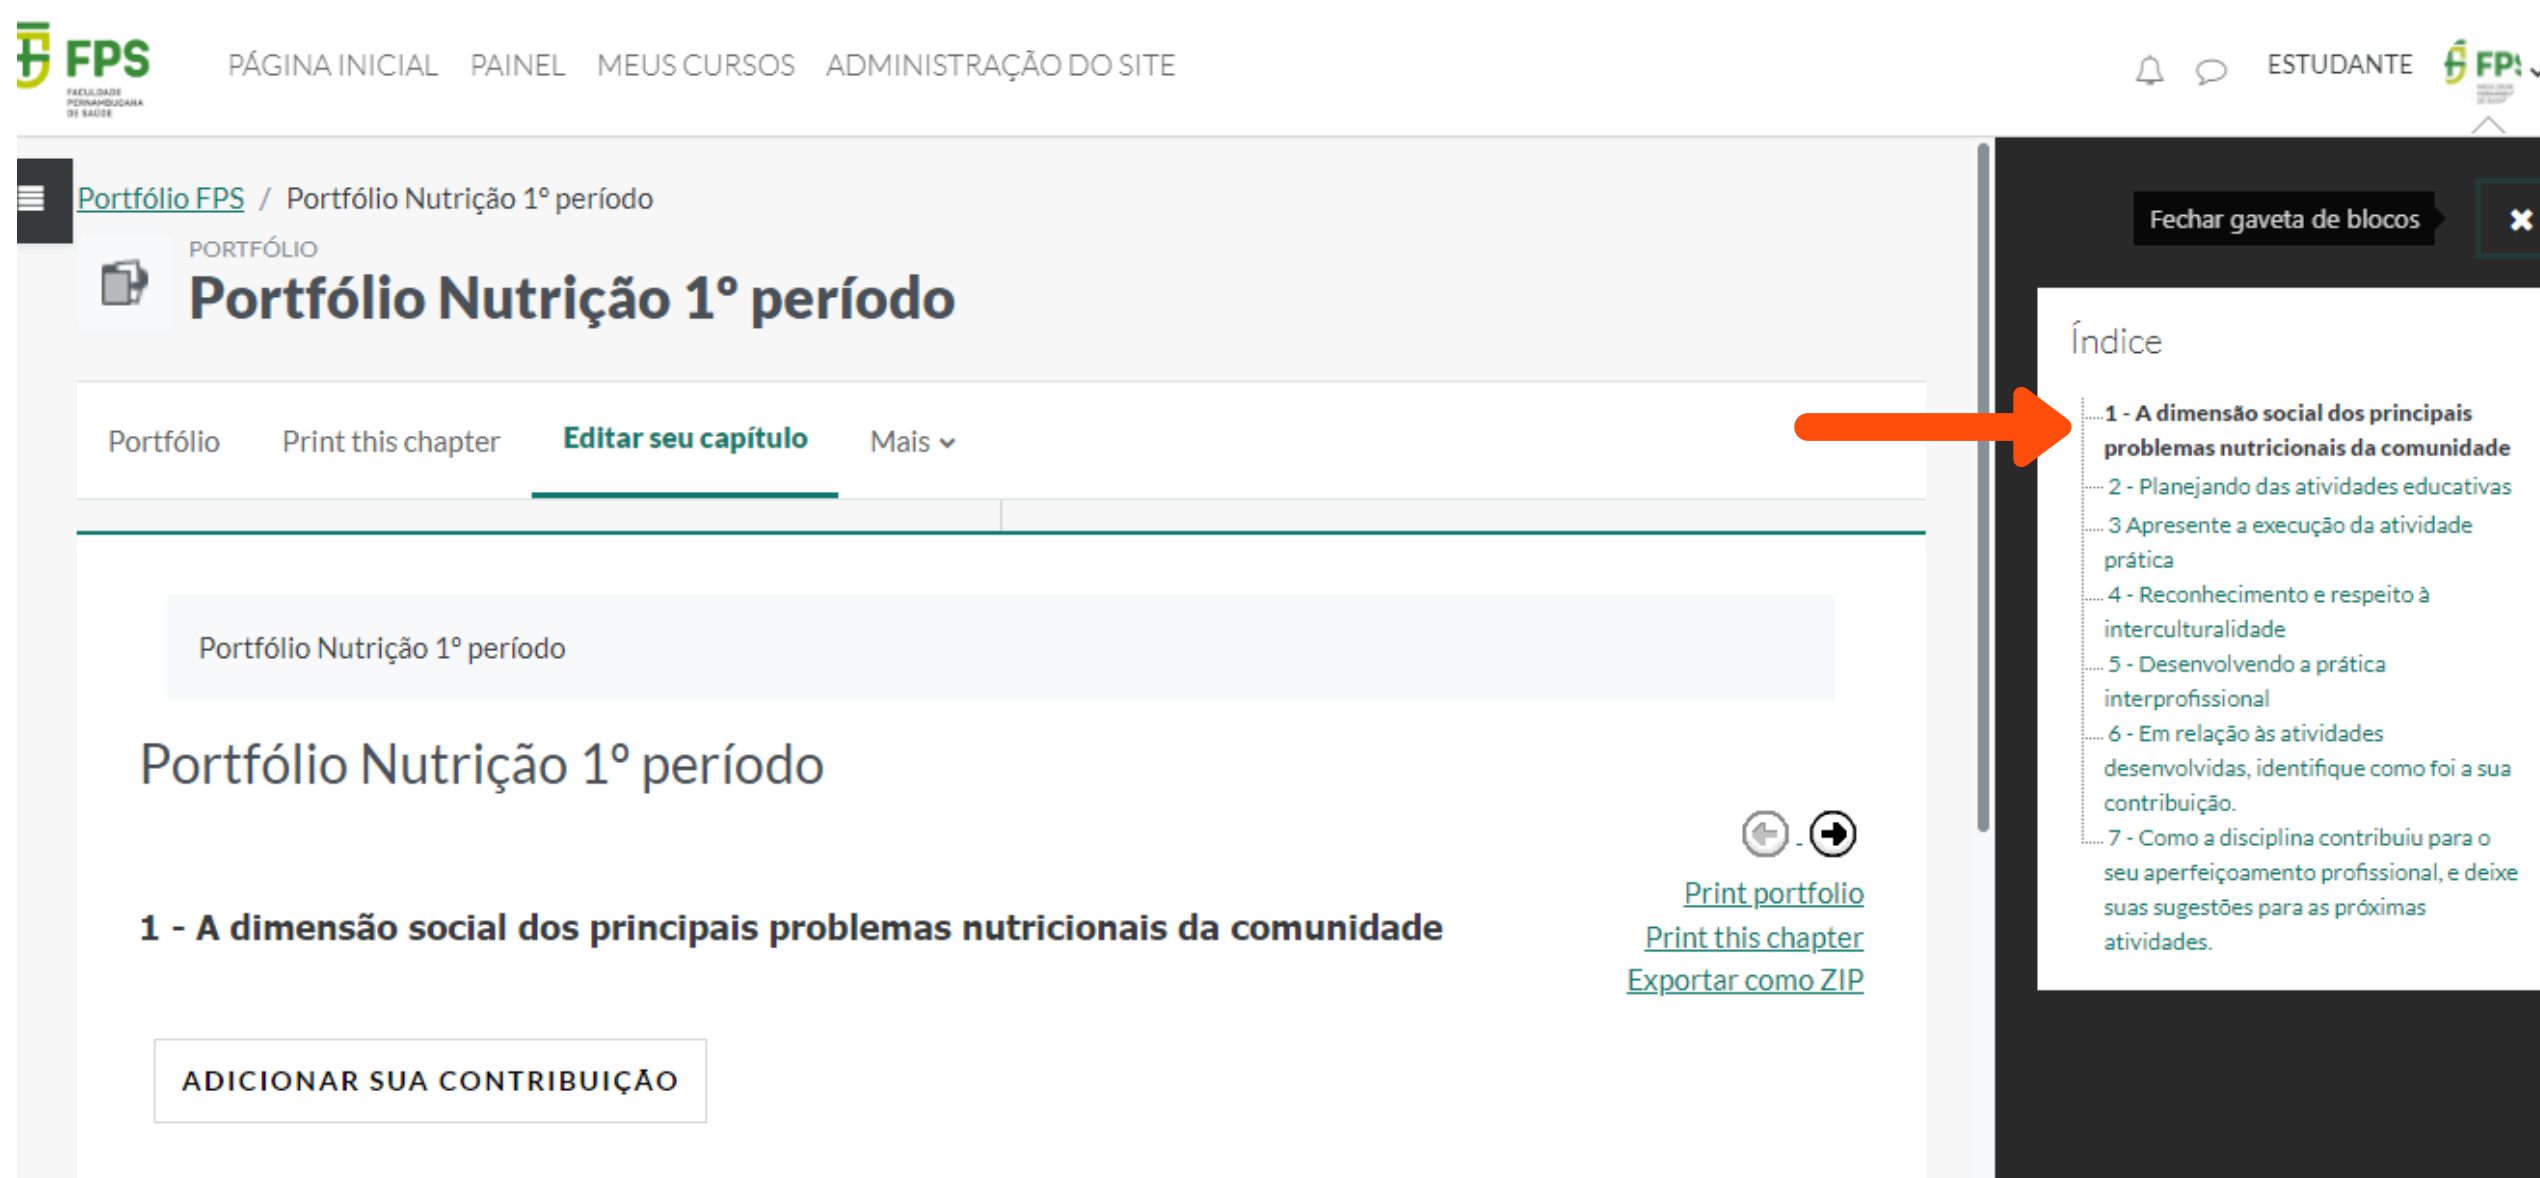 FPS
FACULDADE
PERNAMBUCANA
DE SAÚDE
PÁGINA INICIAL PAINEL MEUS CURSOS ADMINISTRAÇÃO DO SITE
ESTUDANTE
FPS
Portfólio FPS / Portfólio Nutrição 1º período
PORTFÓLIO
Portfólio Nutrição 1º período
Portfólio Print this chapter Editar seu capítulo Mais
Portfólio Nutrição 1º período
Portfólio Nutrição 1º período
Print portfolio
Print this chapter
Exportar como ZIP
1 - A dimensão social dos principais problemas nutricionais da comunidade
ADICIONAR SUA CONTRIBUIÇÃO
Fechar gaveta de blocos
Índice
1 - A dimensão social dos principais
problemas nutricionais da comunidade
2 - Planejando das atividades educativas
3 Apresente a execução da atividade
prática
4 - Reconhecimento e respeito à
interculturalidade
5 - Desenvolvendo a prática
interprofissional
6 - Em relação às atividades
desenvolvidas, identifique como foi a sua
contribuição.
7 - Como a disciplina contribuiu para o
seu aperfeiçoamento profissional, e deixe
suas sugestões para as próximas
atividades.